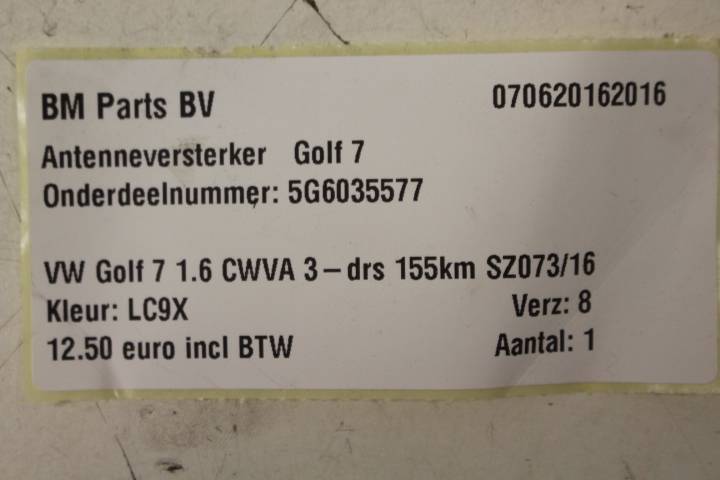 BM Parts BV 070620162016
Antenneversterker Golf 7
Onderdeelnummer: 5G6035577
VW Golf 7 1.6 CWVA 3-drs 155km SZ073/16
Kleur: LC9X Verz: 8
12.50 euro incl BTW Aantal: 1